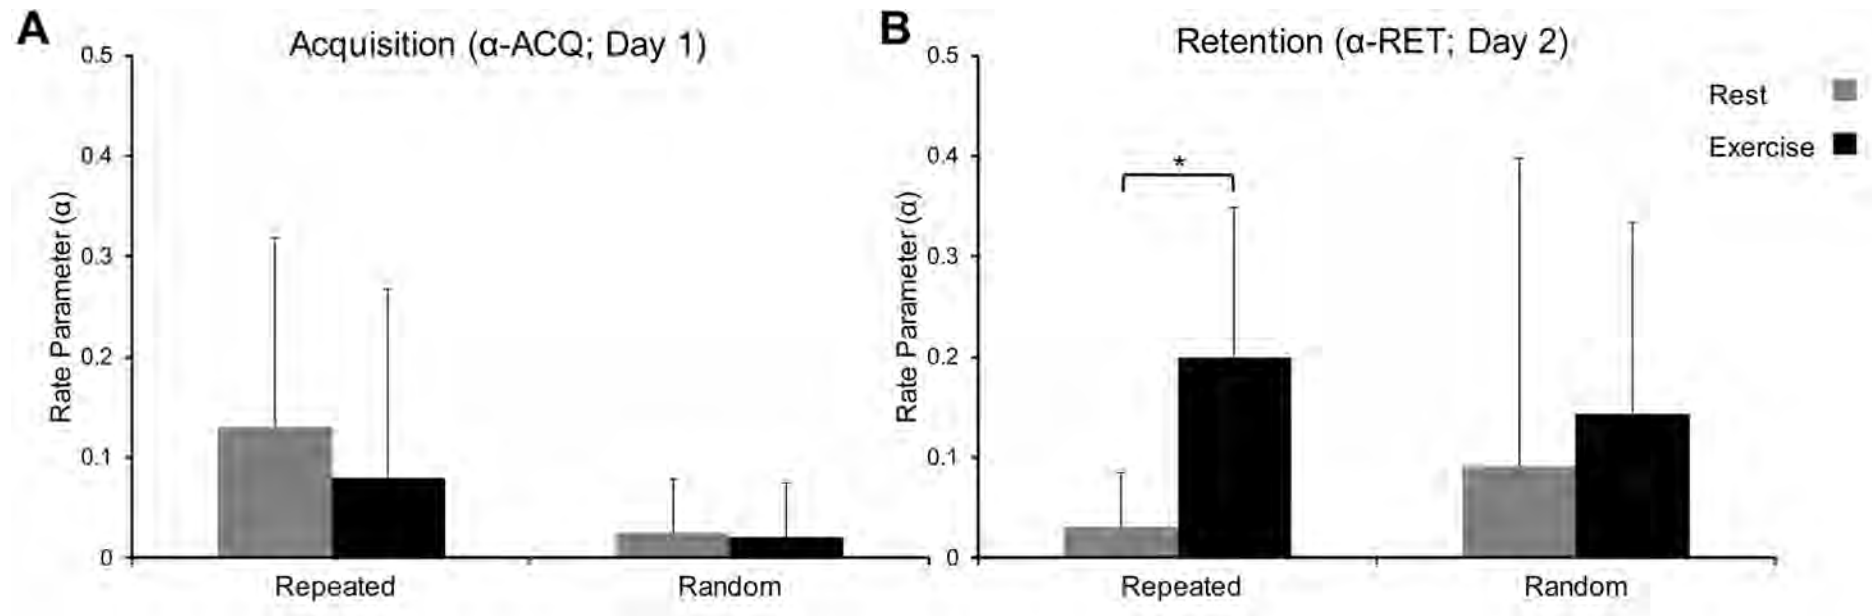 A
Acquisition (α-ACQ; Day 1)
Rate Parameter (α)
0.5
0.4
0.3
0.2
0.1
0
Repeated
Random
B
Retention (α-RET; Day 2)
Rate Parameter (α)
0.5
0.4
0.3
0.2
0.1
0
*
Repeated
Random
Rest
Exercise